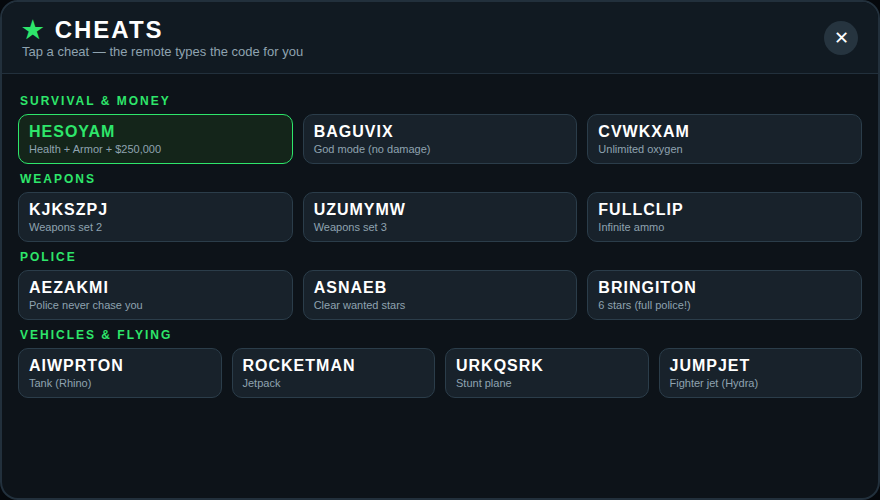 ★ CHEATS
Tap a cheat — the remote types the code for you
✕
SURVIVAL & MONEY
HESOYAM BAGUVIX CVWKXAM
Health + Armor + $250,000 God mode (no damage) Unlimited oxygen
WEAPONS
KJKSZPJ UZUMYMW FULLCLIP
Weapons set 2 Weapons set 3 Infinite ammo
POLICE
AEZAKMI ASNAEB BRINGITON
Police never chase you Clear wanted stars 6 stars (full police!)
VEHICLES & FLYING
AIWPRTON ROCKETMAN URKQSRK JUMPJET
Tank (Rhino) Jetpack Stunt plane Fighter jet (Hydra)